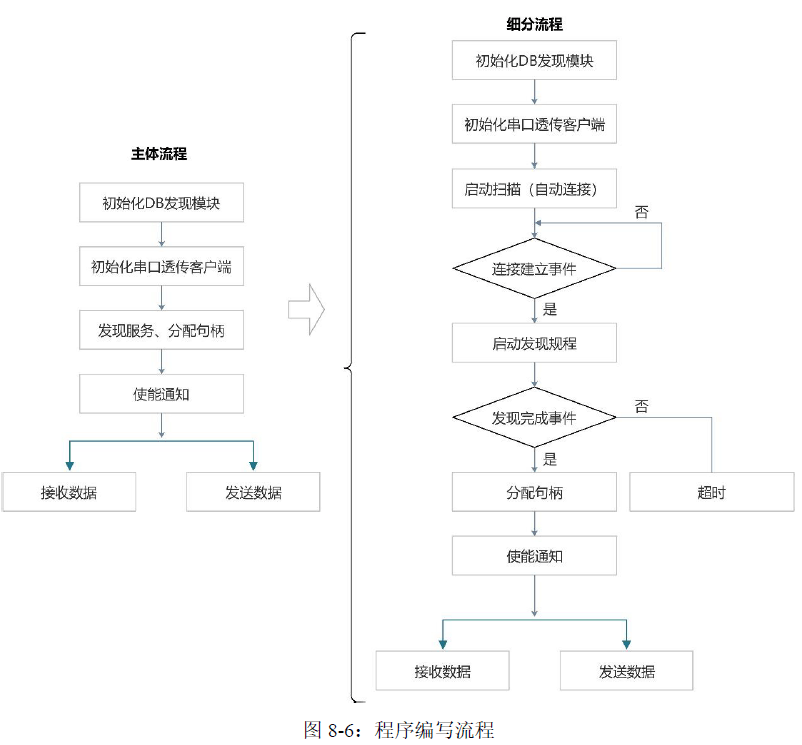 主体流程
初始化DB发现模块
初始化串口透传客户端
发现服务、分配句柄
使能通知
接收数据
发送数据
细分流程
初始化DB发现模块
初始化串口透传客户端
启动扫描（自动连接）
否
连接建立事件
是
启动发现规程
发现完成事件
否
是
分配句柄
超时
使能通知
接收数据
发送数据
图 8-6：程序编写流程